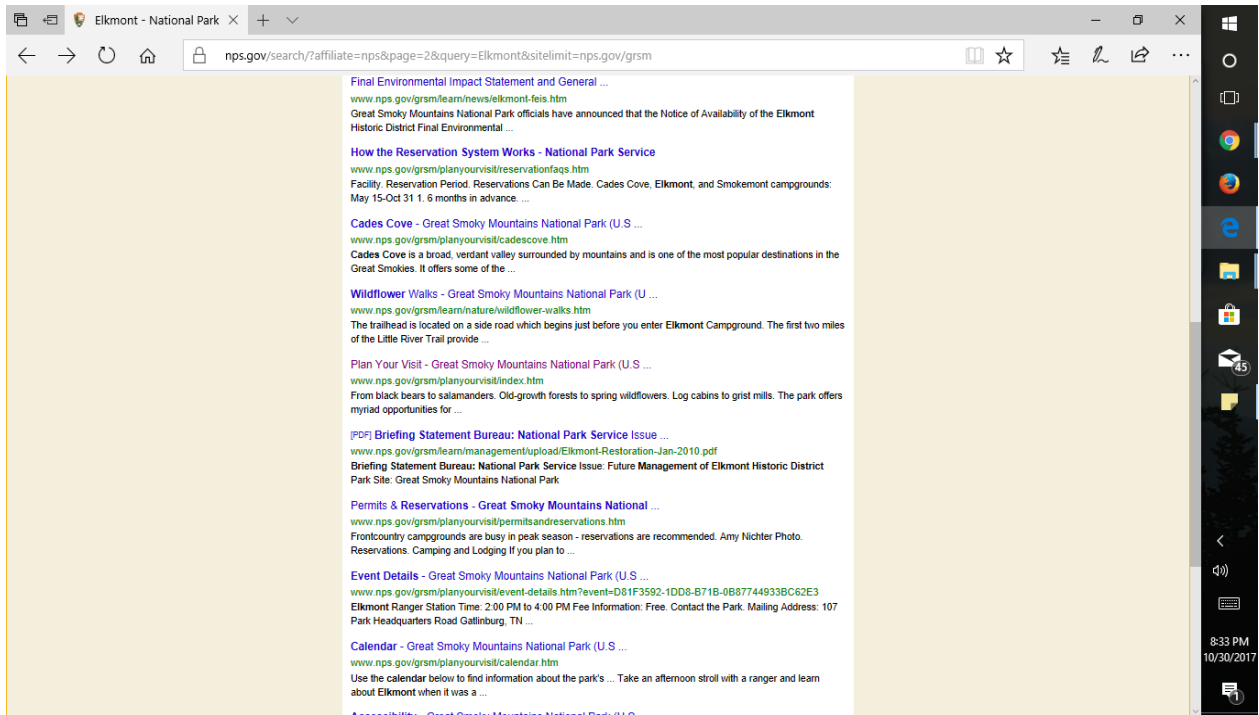 Elkmont - National Park
nps.gov/search/?affiliate=nps&page=2&query=Elkmont&sitelimit=nps.gov/grsm
Final Environmental Impact Statement and General ...
www.nps.gov/grsm/learn/news/elkmont-feis.htm
Great Smoky Mountains National Park officials have announced that the Notice of Availability of the Elkmont
Historic District Final Environmental ...
How the Reservation System Works - National Park Service
www.nps.gov/grsm/planyourvisit/reservationfaqs.htm
Facility. Reservation Period. Reservations Can Be Made. Cades Cove, Elkmont, and Smokemont campgrounds:
May 15-Oct 31 1. 6 months in advance. ...
Cades Cove - Great Smoky Mountains National Park (U.S ...
www.nps.gov/grsm/planyourvisit/cadescove.htm
Cades Cove is a broad, verdant valley surrounded by mountains and is one of the most popular destinations in the
Great Smokies. It offers some of the ...
Wildflower Walks - Great Smoky Mountains National Park (U ...
www.nps.gov/grsm/learn/nature/wildflower-walks.htm
The trailhead is located on a side road which begins just before you enter Elkmont Campground. The first two miles
of the Little River Trail provide ...
Plan Your Visit - Great Smoky Mountains National Park (U.S ...
www.nps.gov/grsm/planyourvisit/index.htm
From black bears to salamanders. Old-growth forests to spring wildflowers. Log cabins to grist mills. The park offers
myriad opportunities for ...
[PDF] Briefing Statement Bureau: National Park Service Issue ...
www.nps.gov/grsm/learn/management/upload/Elkmont-Restoration-Jan-2010.pdf
Briefing Statement Bureau: National Park Service Issue: Future Management of Elkmont Historic District
Park Site: Great Smoky Mountains National Park
Permits & Reservations - Great Smoky Mountains National ...
www.nps.gov/grsm/planyourvisit/permitsandreservations.htm
Frontcountry campgrounds are busy in peak season - reservations are recommended. Amy Nichter Photo.
Reservations. Camping and Lodging If you plan to ...
Event Details - Great Smoky Mountains National Park (U.S ...
www.nps.gov/grsm/planyourvisit/event-details.htm?event=D81F3592-1DD8-B71B-0B87744933BC62E3
Elkmont Ranger Station Time: 2:00 PM to 4:00 PM Fee Information: Free. Contact the Park. Mailing Address: 107
Park Headquarters Road Gatlinburg, TN ...
Calendar - Great Smoky Mountains National Park (U.S ...
www.nps.gov/grsm/planyourvisit/calendar.htm
Use the calendar below to find information about the park's ... Take an afternoon stroll with a ranger and learn
about Elkmont when it was a ...
45
8:33 PM
10/30/2017
1